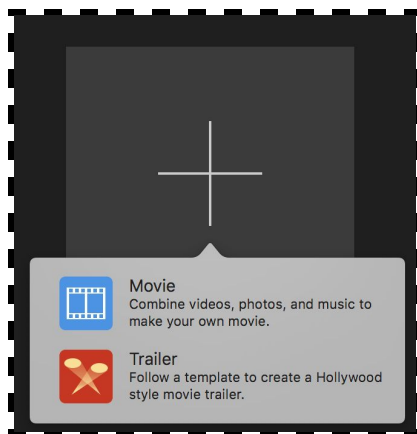 Movie
Combine videos, photos, and music to
make your own movie.
Trailer
Follow a template to create a Hollywood
style movie trailer.